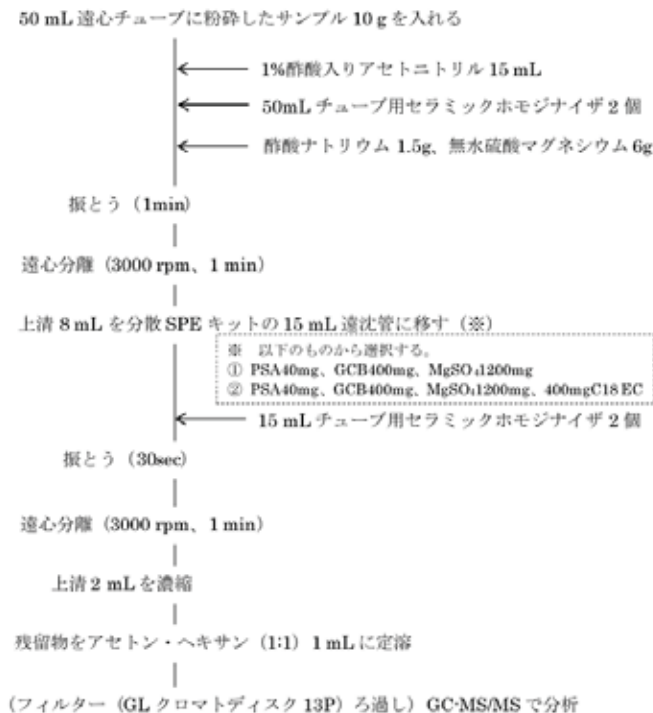 50 mL 遠心チューブに粉砕したサンプル 10 g を入れる
1%酢酸入りアセトニトリル 15 mL
50mL チューブ用セラミックホモジナイザ 2 個
酢酸ナトリウム 1.5g、無水硫酸マグネシウム 6g
振とう（1min）
遠心分離（3000 rpm、1 min）
上清 8 mL を分散 SPE キットの 15 mL 遠沈管に移す（※）
※　以下のものから選択する。
① PSA40mg、GCB400mg、MgSO₄1200mg
② PSA40mg、GCB400mg、MgSO₄1200mg、400mgC18 EC
15 mL チューブ用セラミックホモジナイザ 2 個
振とう（30sec）
遠心分離（3000 rpm、1 min）
上清 2 mL を濃縮
残留物をアセトン・ヘキサン（1:1）1 mL に定溶
（フィルター（GL クロマトディスク 13P）ろ過し）GC-MS/MS で分析